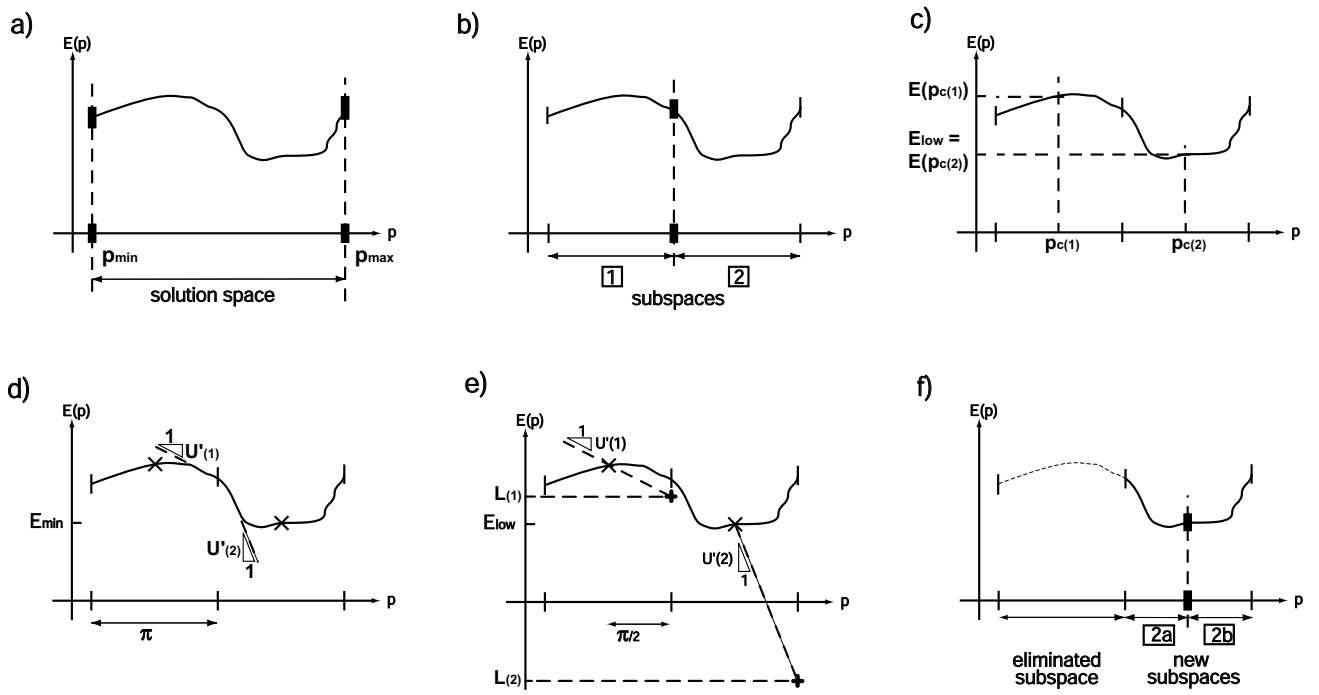 a)
E(p)
p
pmin
pmax
solution space
b)
E(p)
p
1
2
subspaces
c)
E(p)
E(pc(1))
Elow =
E(pc(2))
p
pc(1)
pc(2)
d)
E(p)
1
U'(1)
Emin
U'(2)
1
p
π
e)
E(p)
1
U'(1)
L(1)
Elow
U'(2)
1
p
π/2
L(2)
f)
E(p)
p
2a
2b
eliminated
subspace
new
subspaces